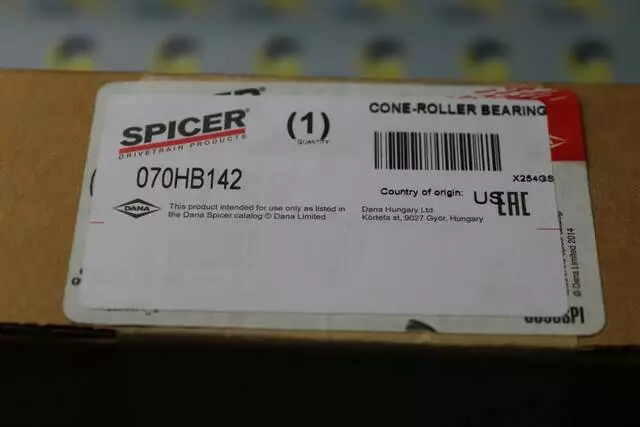 SPICER
DRIVETRAIN PRODUCTS
(1)
QUANTITY
CONE-ROLLER BEARING
X254GS
070HB142
Country of origin: US
EAC
DANA
This product intended for use only as listed in
the Dana Spicer catalog © Dana Limited
Dana Hungary Ltd.
Körtefa st, 9027 Győr, Hungary
© Dana Limited 2014